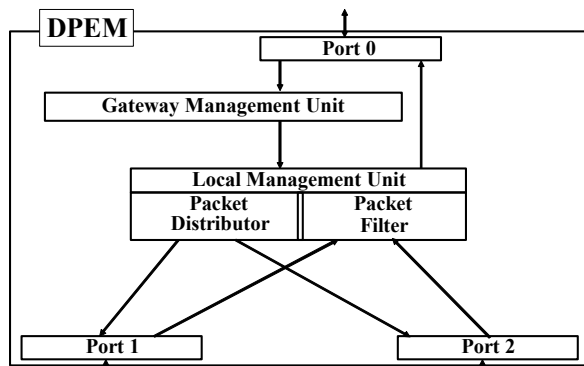 DPEM
Port 0
Gateway Management Unit
Local Management Unit
Packet
Distributor
Packet
Filter
Port 1
Port 2